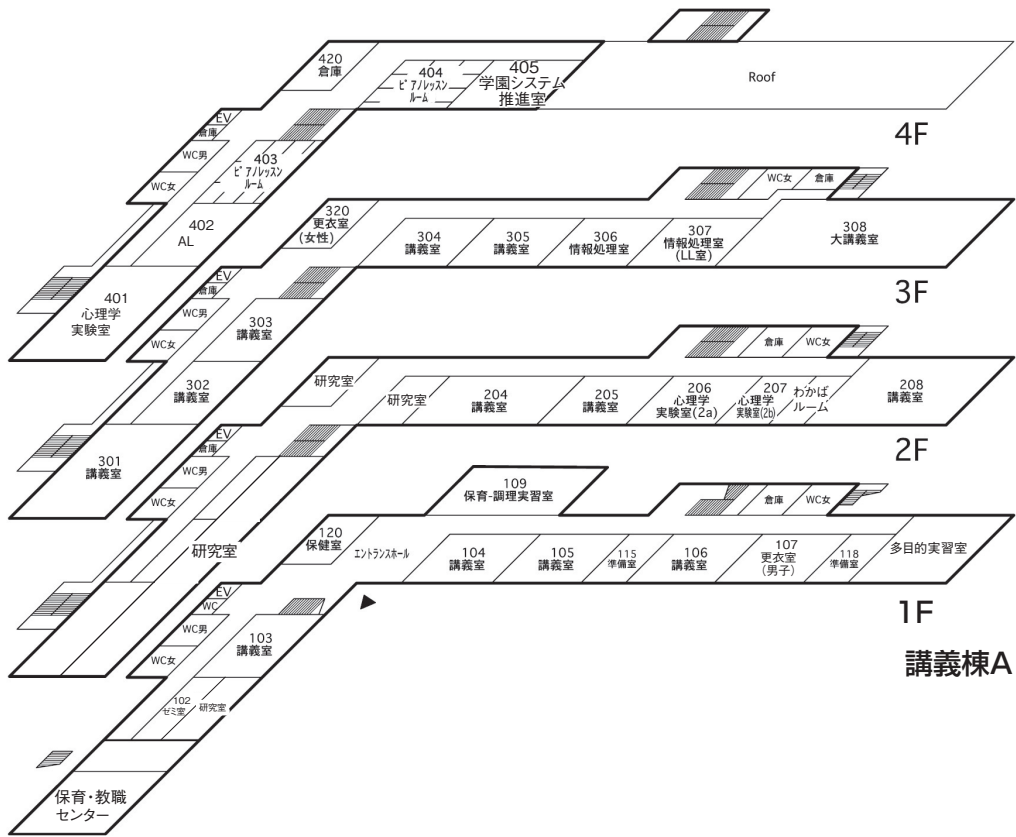 420
倉庫
404
ピアノレッスン
ルーム
405
学園システム
推進室
Roof
4F
EV
倉庫
WC男
WC女
403
ピアノレッスン
ルーム
402
AL
401
心理学
実験室
320
更衣室
(女性)
304
講義室
305
講義室
306
情報処理室
307
情報処理室
(LL室)
WC女
倉庫
308
大講義室
3F
EV
倉庫
WC男
WC女
303
講義室
302
講義室
301
講義室
研究室
研究室
204
講義室
205
講義室
206
心理学
実験室(2a)
207
心理学
実験室(2b)
わかば
ルーム
倉庫
WC女
208
講義室
2F
EV
倉庫
WC男
WC女
研究室
109
保育-調理実習室
120
保健室
エントランスホール
104
講義室
105
講義室
115
準備室
106
講義室
107
更衣室
(男子)
118
準備室
倉庫
WC女
多目的実習室
1F
EV
WC
WC男
WC女
103
講義室
102
ゼミ室
研究室
保育・教職
センター
講義棟A